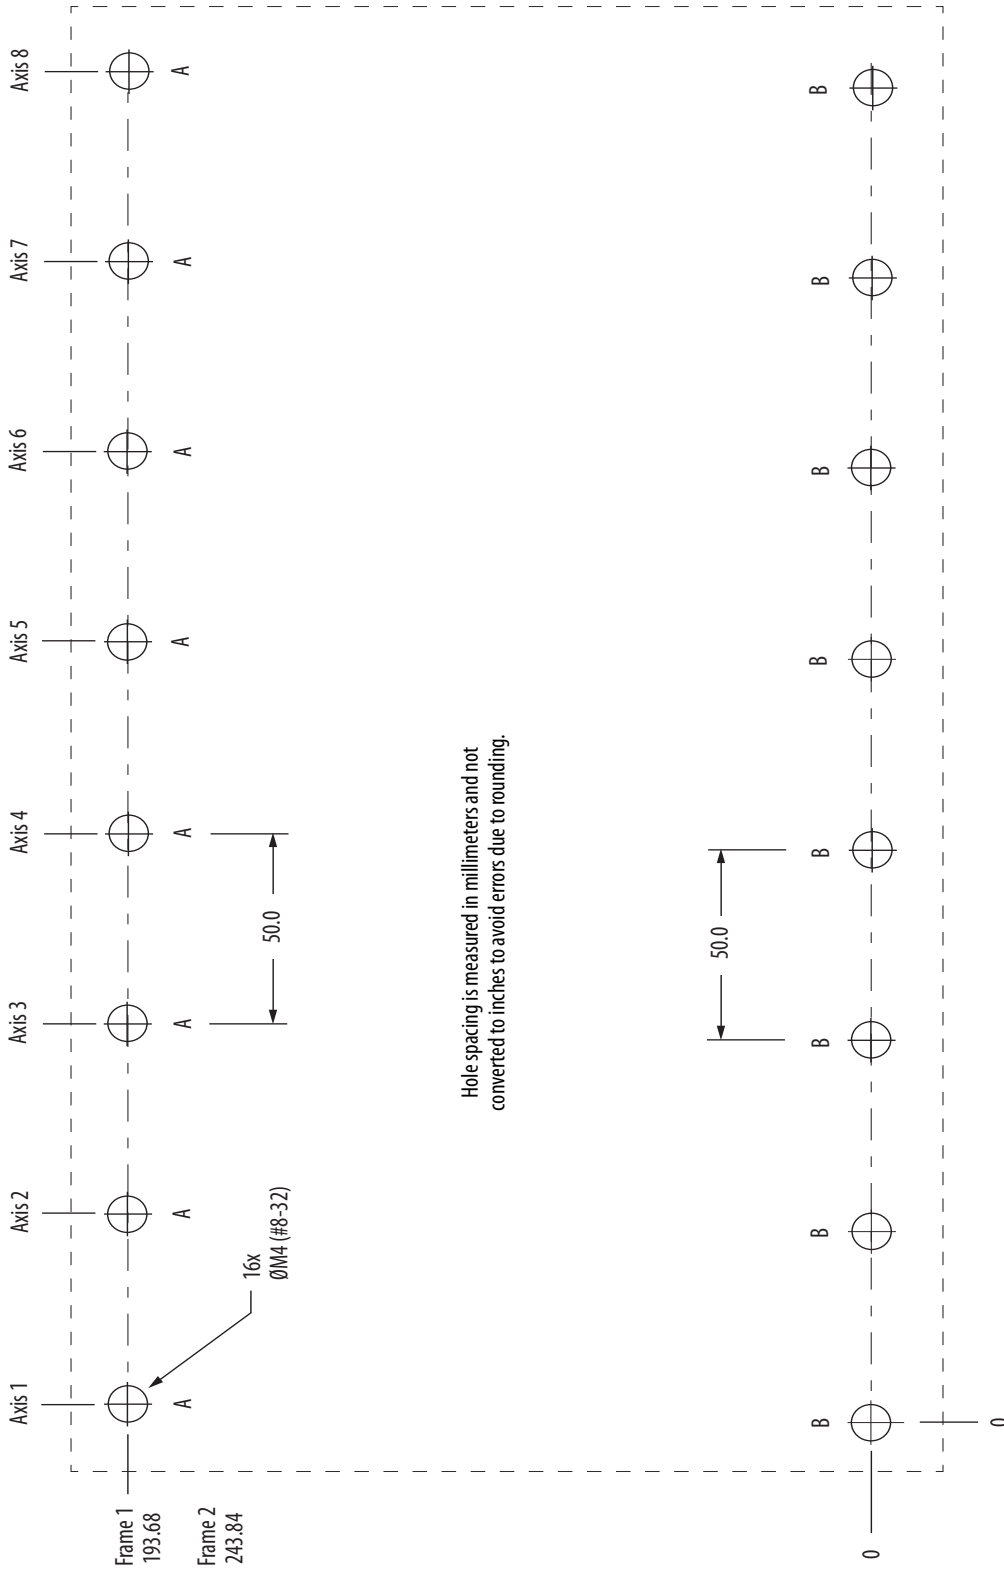 Axis 1
Axis 2
Axis 3
Axis 4
Axis 5
Axis 6
Axis 7
Axis 8
Frame 1
193.68
Frame 2
243.84
A
A
A
A
A
A
A
A
16x
ØM4 (#8-32)
50.0
Hole spacing is measured in millimeters and not
converted to inches to avoid errors due to rounding.
50.0
B
B
B
B
B
B
B
B
0
0